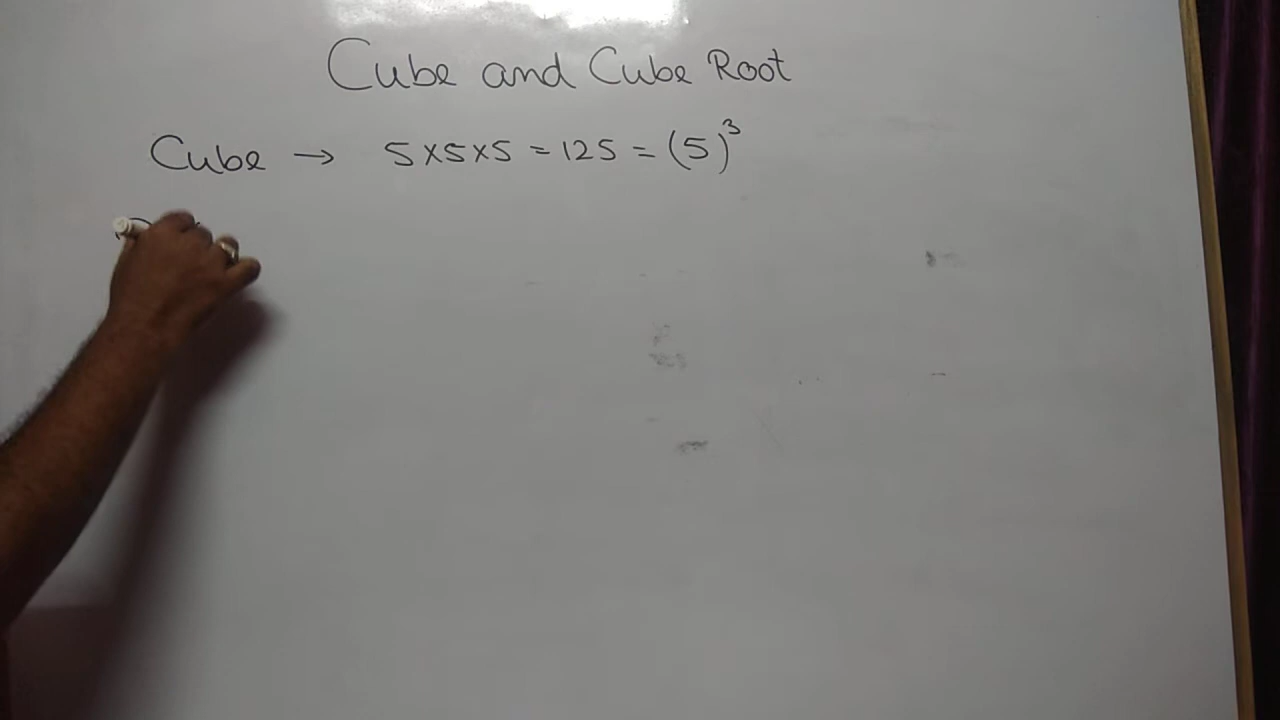 Cube and Cube Root
Cube → 5×5×5 = 125 = (5)³